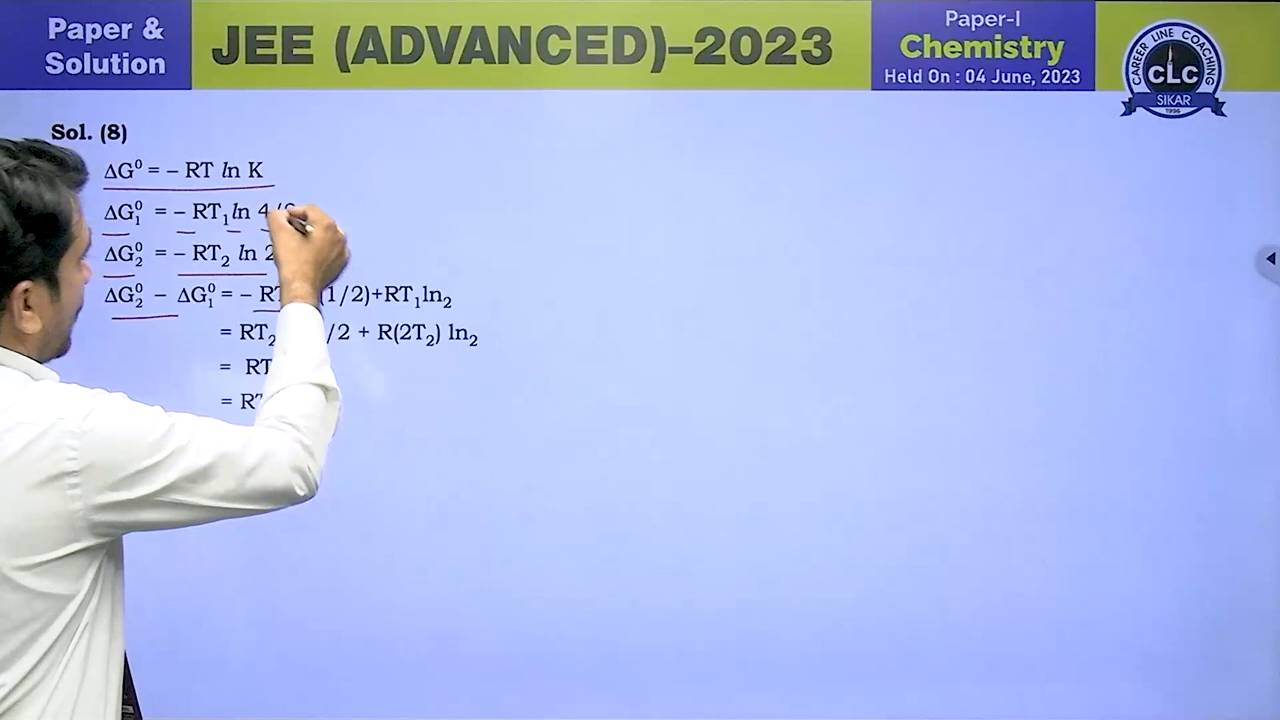 Paper &
Solution
JEE (ADVANCED)–2023
Paper-I
Chemistry
Held On : 04 June, 2023
CAREER LINE COACHING
CLC
SIKAR
1996
Sol. (8)
ΔG⁰ = – RT ln K
ΔG₁⁰ = – RT₁ ln 4/
ΔG₂⁰ = – RT₂ ln 2
ΔG₂⁰ – ΔG₁⁰ = – RT (1/2)+RT₁ln₂
= RT₂ /2 + R(2T₂) ln₂
= RT
= R